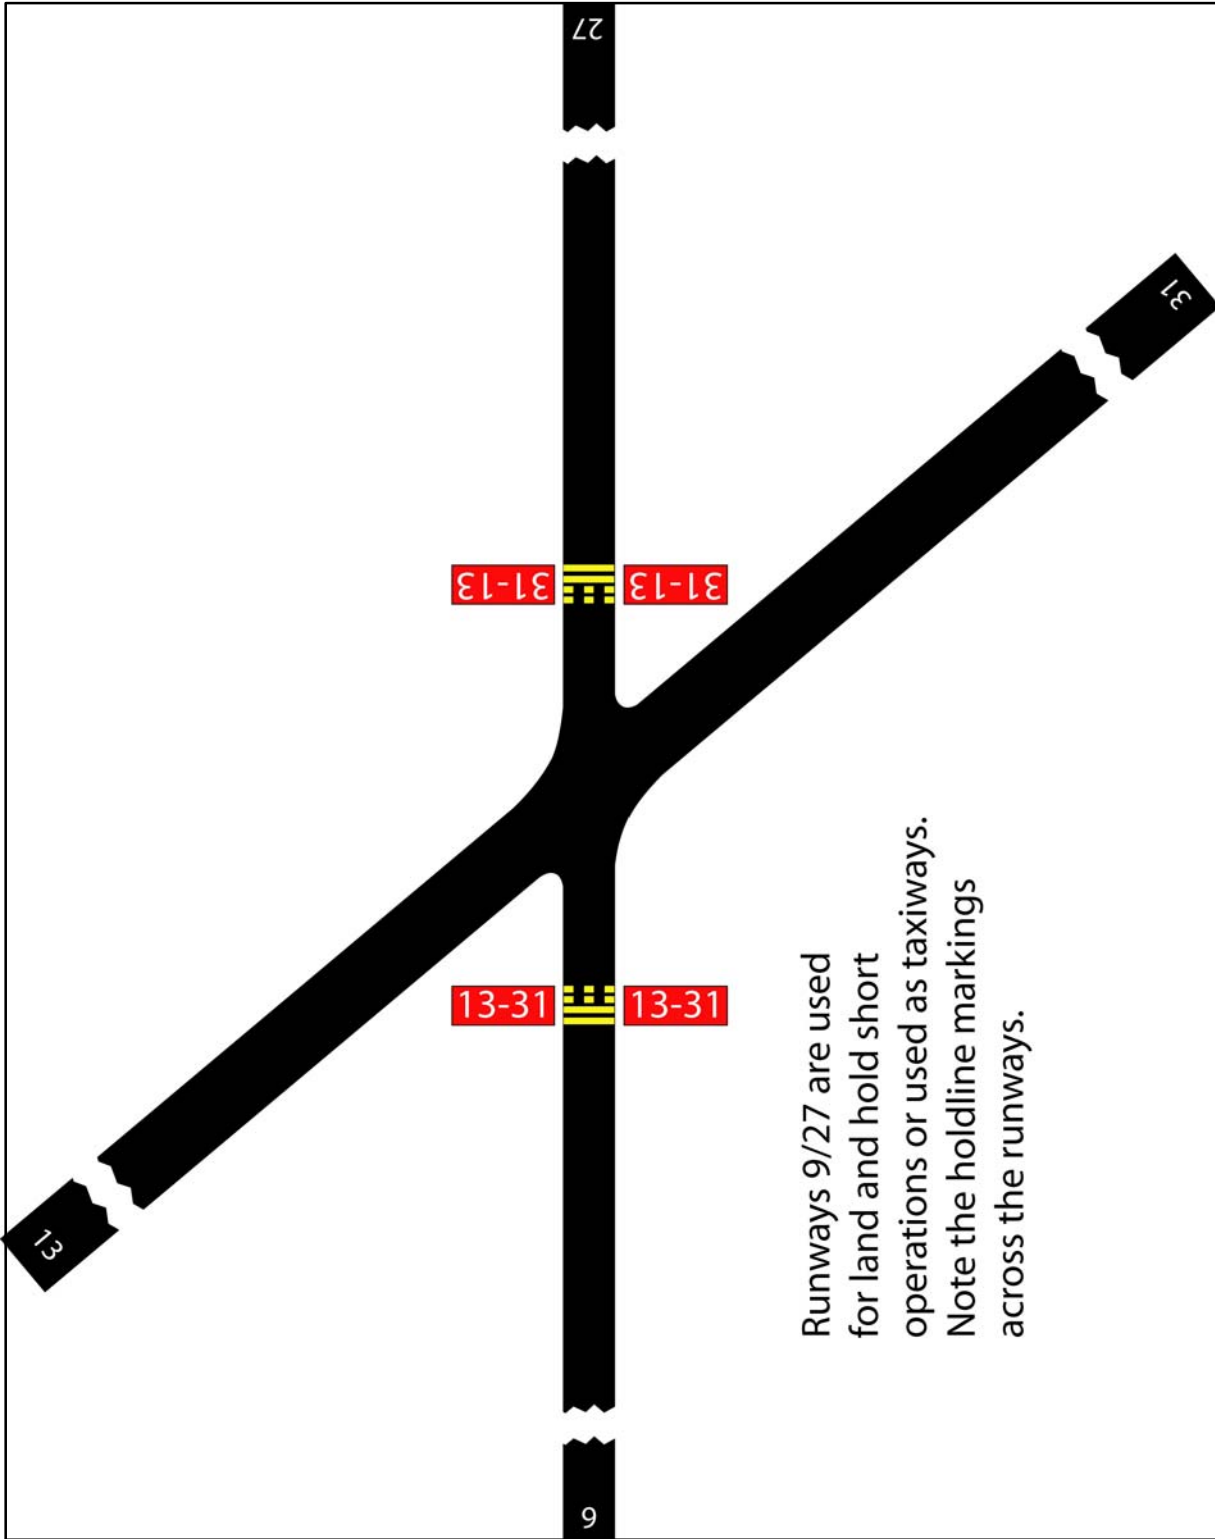 27
31
31-13
31-13
13-31
13-31
13
9
Runways 9/27 are used
for land and hold short
operations or used as taxiways.
Note the holdline markings
across the runways.